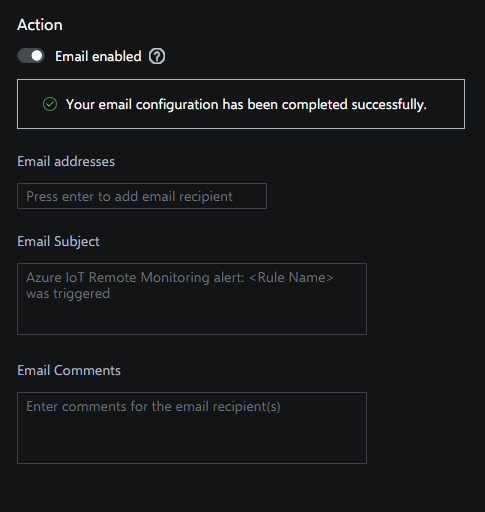 Action
Email enabled ?
Your email configuration has been completed successfully.
Email addresses
Press enter to add email recipient
Email Subject
Azure IoT Remote Monitoring alert: <Rule Name>
was triggered
Email Comments
Enter comments for the email recipient(s)